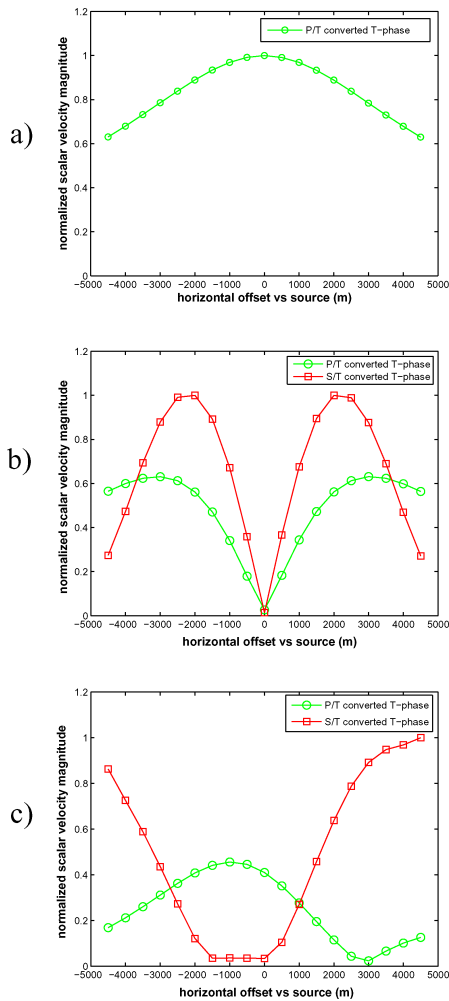 a)
normalized scalar velocity magnitude
1.2
1
0.8
0.6
0.4
0.2
0
P/T converted T-phase
−5000 −4000 −3000 −2000 −1000 0 1000 2000 3000 4000 5000
horizontal offset vs source (m)
b)
normalized scalar velocity magnitude
1.2
1
0.8
0.6
0.4
0.2
0
P/T converted T-phase
S/T converted T-phase
−5000 −4000 −3000 −2000 −1000 0 1000 2000 3000 4000 5000
horizontal offset vs source (m)
c)
normalized scalar velocity magnitude
1.2
1
0.8
0.6
0.4
0.2
0
P/T converted T-phase
S/T converted T-phase
−5000 −4000 −3000 −2000 −1000 0 1000 2000 3000 4000 5000
horizontal offset vs source (m)